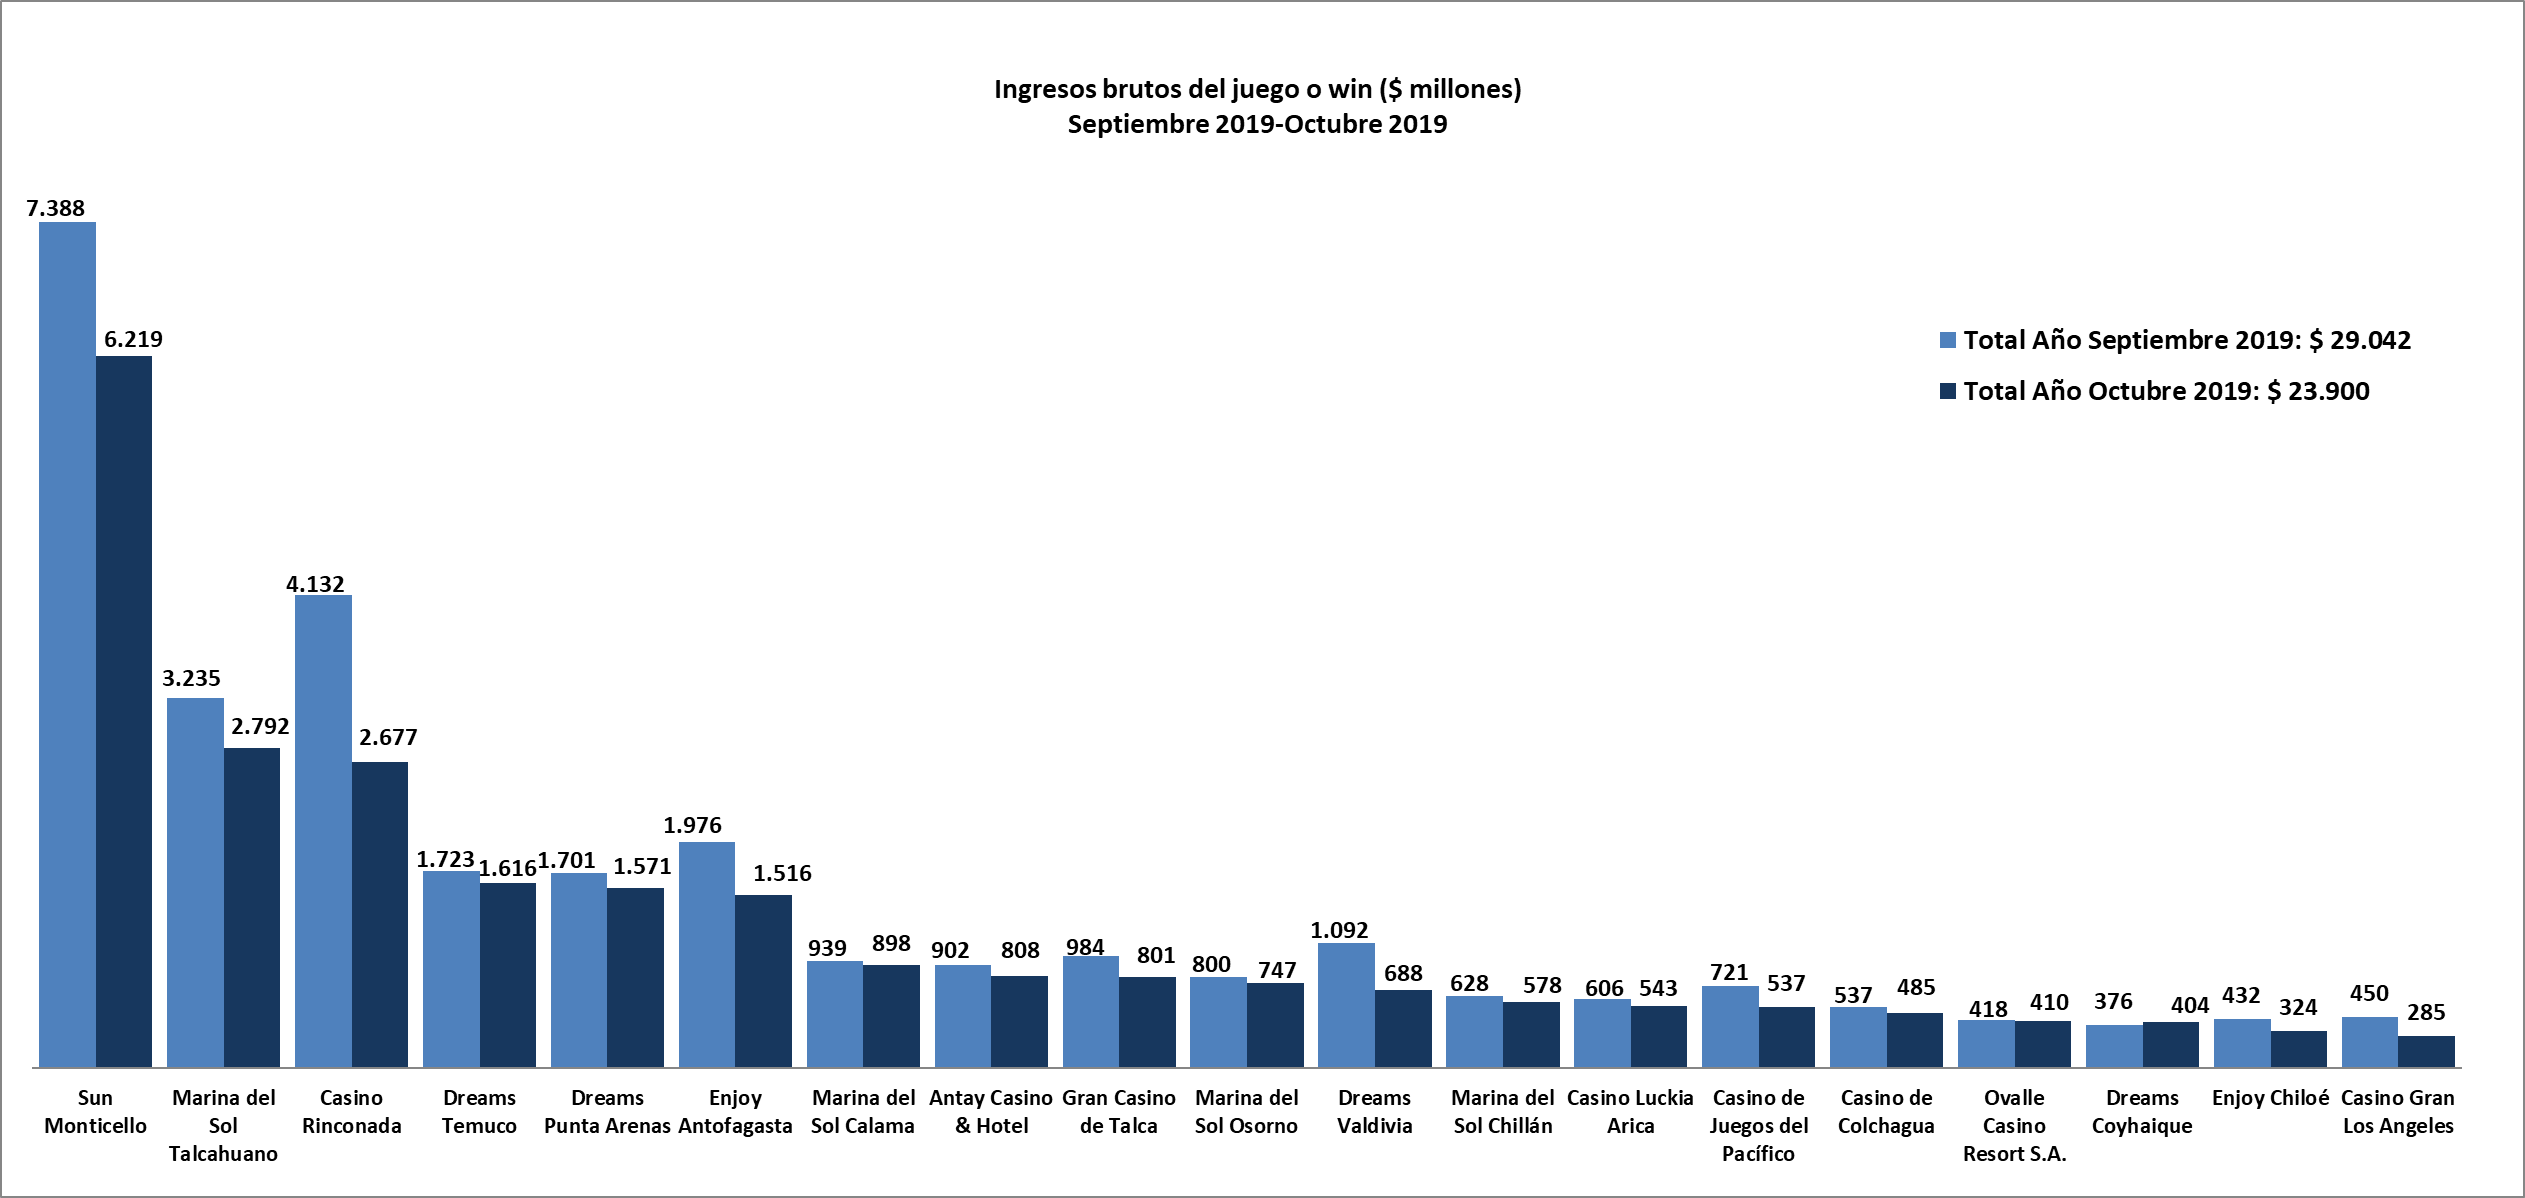 Ingresos brutos del juego o win ($ millones)
Septiembre 2019-Octubre 2019
Total Año Septiembre 2019: $ 29.042
Total Año Octubre 2019: $ 23.900
7.388
6.219
3.235
2.792
4.132
2.677
1.723
1.616
1.701
1.571
1.976
1.516
939
898
902
808
984
801
800
747
1.092
688
628
578
606
543
721
537
537
485
418
410
376
404
432
324
450
285
Sun
Monticello
Marina del
Sol
Talcahuano
Casino
Rinconada
Dreams
Temuco
Dreams
Punta Arenas
Enjoy
Antofagasta
Marina del
Sol Calama
Antay Casino
& Hotel
Gran Casino
de Talca
Marina del
Sol Osorno
Dreams
Valdivia
Marina del
Sol Chillán
Casino Luckia
Arica
Casino de
Juegos del
Pacífico
Casino de
Colchagua
Ovalle
Casino
Resort S.A.
Dreams
Coyhaique
Enjoy Chiloé
Casino Gran
Los Angeles